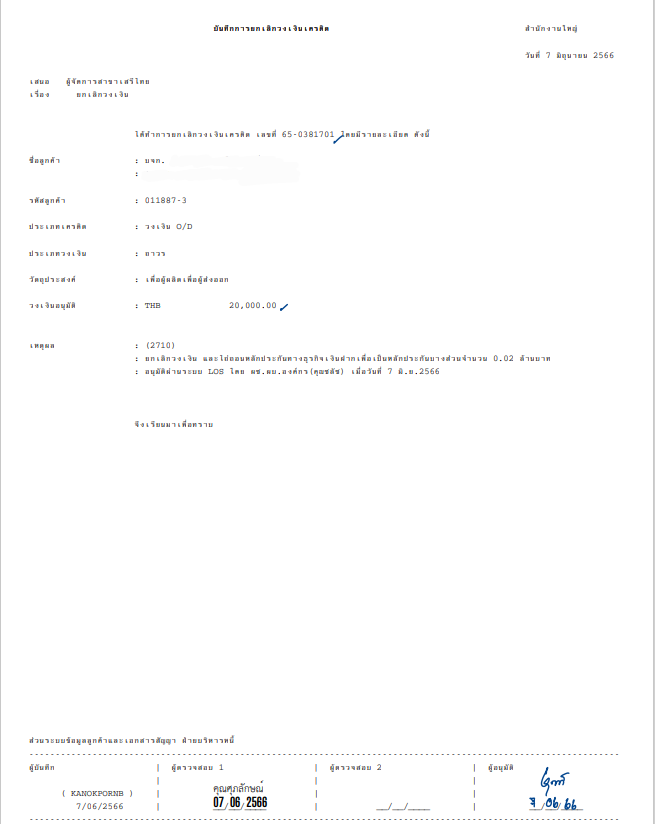 บันทึกการยกเลิกวงเงินเครดิต
สำนักงานใหญ่
วันที่ 7 มิถุนายน 2566
เสนอ ผู้จัดการสาขาเสรีไทย
เรื่อง ยกเลิกวงเงิน
ได้ทำการยกเลิกวงเงินเครดิต เลขที่ 65-0381701 โดยมีรายละเอียด ดังนี้
ชื่อลูกค้า : บจก.
:
รหัสลูกค้า : 011887-3
ประเภทเครดิต : วงเงิน O/D
ประเภทวงเงิน : ถาวร
วัตถุประสงค์ : เพื่อผู้ผลิตเพื่อผู้ส่งออก
วงเงินอนุมัติ : THB 20,000.00
เหตุผล : (2710)
: ยกเลิกวงเงิน และไถ่ถอนหลักประกันทางธุรกิจเงินฝากเพื่อเป็นหลักประกันบางส่วนจำนวน 0.02 ล้านบาท
: อนุมัติผ่านระบบ LOS โดย ผช.ผบ.องค์กร(คุณชลัช) เมื่อวันที่ 7 มิ.ย.2566
จึงเรียนมาเพื่อทราบ
ส่วนระบบข้อมูลลูกค้าและเอกสารสัญญา ฝ่ายบริหารหนี้
ผู้บันทึก | ผู้ตรวจสอบ 1 | ผู้ตรวจสอบ 2 | ผู้อนุมัติ
คุณศุภลักษณ์
( KANOKPORNB )
7/06/2566 07/06/2566 __/__/____ 7/06/66